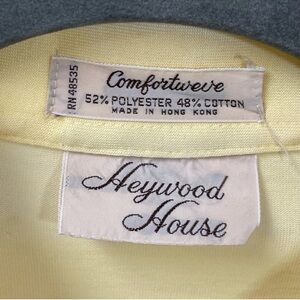 RN 48535
Comfortweve
52% POLYESTER 48% COTTON
MADE IN HONG KONG
Heywood
House